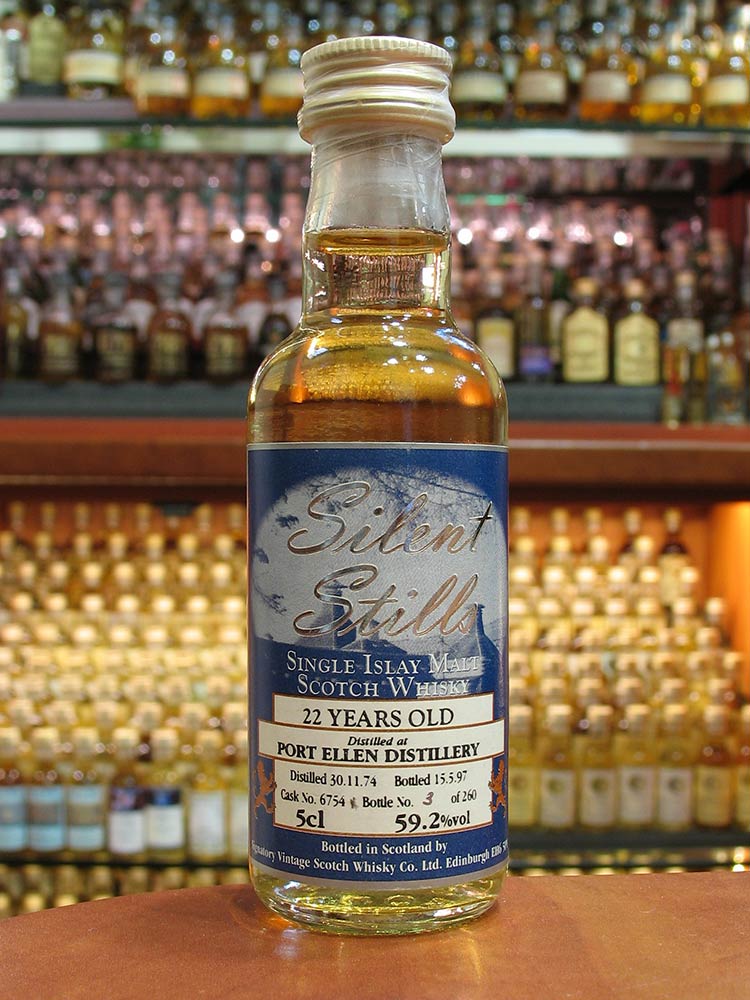 Silent
Stills
SINGLE ISLAY MALT
SCOTCH WHISKY
22 YEARS OLD
Distilled at
PORT ELLEN DISTILLERY
Distilled 30.11.74 Bottled 15.5.97
Cask No. 6754 Bottle No. 3 of 260
5cl 59.2%vol
Bottled in Scotland by
Vintage Scotch Whisky Co. Ltd. Edinburgh EH6